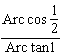 Arc cos 1/2
Arc tan1